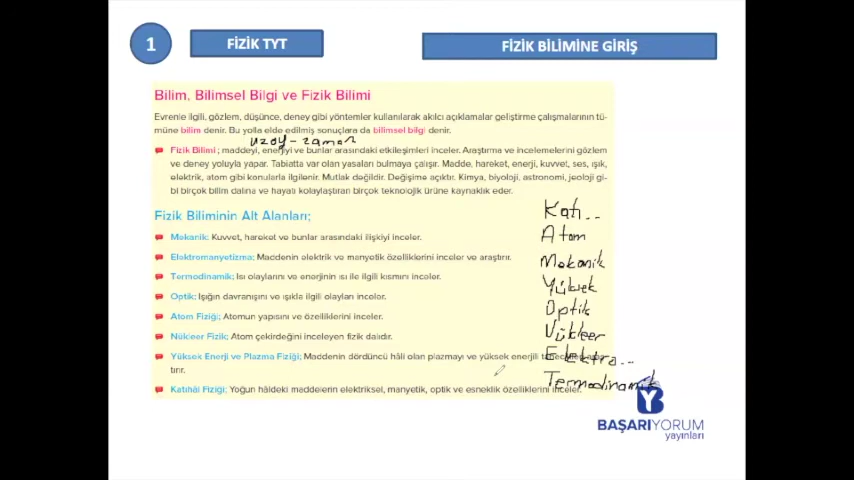 1
FİZİK TYT
FİZİK BİLİMİNE GİRİŞ
Bilim, Bilimsel Bilgi ve Fizik Bilimi
Evrenle ilgili, gözlem, düşünce, deney gibi yöntemler kullanılarak akılcı açıklamalar geliştirme çalışmalarının tü-
müne bilim denir. Bu yolla elde edilmiş sonuçlara da bilimsel bilgi denir.
uzay-zaman
Fizik Bilimi; maddeyi, enerjiyi ve bunlar arasındaki etkileşimleri inceler. Araştırma ve incelemelerini gözlem
ve deney yoluyla yapar. Tabiatta var olan yasaları bulmaya çalışır. Madde, hareket, enerji, kuvvet, ses, ışık,
elektrik, atom gibi konularla ilgilenir. Mutlak değildir. Değişime açıktır. Kimya, biyoloji, astronomi, jeoloji gi-
bi birçok bilim dalına ve hayatı kolaylaştıran birçok teknolojik ürüne kaynaklık eder.
Fizik Biliminin Alt Alanları;
Mekanik: Kuvvet, hareket ve bunlar arasındaki ilişkiyi inceler.
Elektromanyetizma; Maddenin elektrik ve manyetik özelliklerini inceler ve araştırır.
Termodinamik; Isı olaylarını ve enerjinin ısı ile ilgili kısmını inceler.
Optik; Işığın davranışını ve ışıkla ilgili olayları inceler.
Atom Fiziği; Atomun yapısını ve özelliklerini inceler.
Nükleer Fizik; Atom çekirdeğini inceleyen fizik dalıdır.
Yüksek Enerji ve Plazma Fiziği; Maddenin dördüncü hâli olan plazmayı ve yüksek enerjili
tırır.
Katıhâl Fiziği; Yoğun hâldeki maddelerin elektriksel, manyetik, optik ve esneklik özelliklerini inceler.
Katı...
Atom
Mekanik
Yüksek
Optik
Nükleer
Elektro...
Termodinamik
BAŞARIYORUM
yayınları